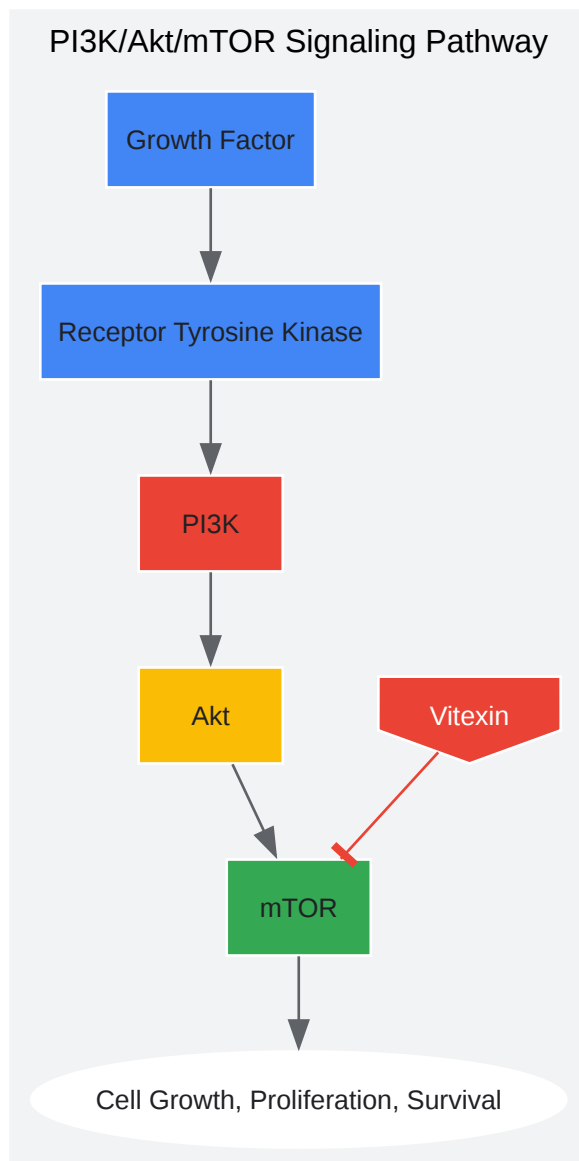 PI3K/Akt/mTOR Signaling Pathway
Growth Factor
Receptor Tyrosine Kinase
PI3K
Akt
Vitexin
mTOR
Cell Growth, Proliferation, Survival